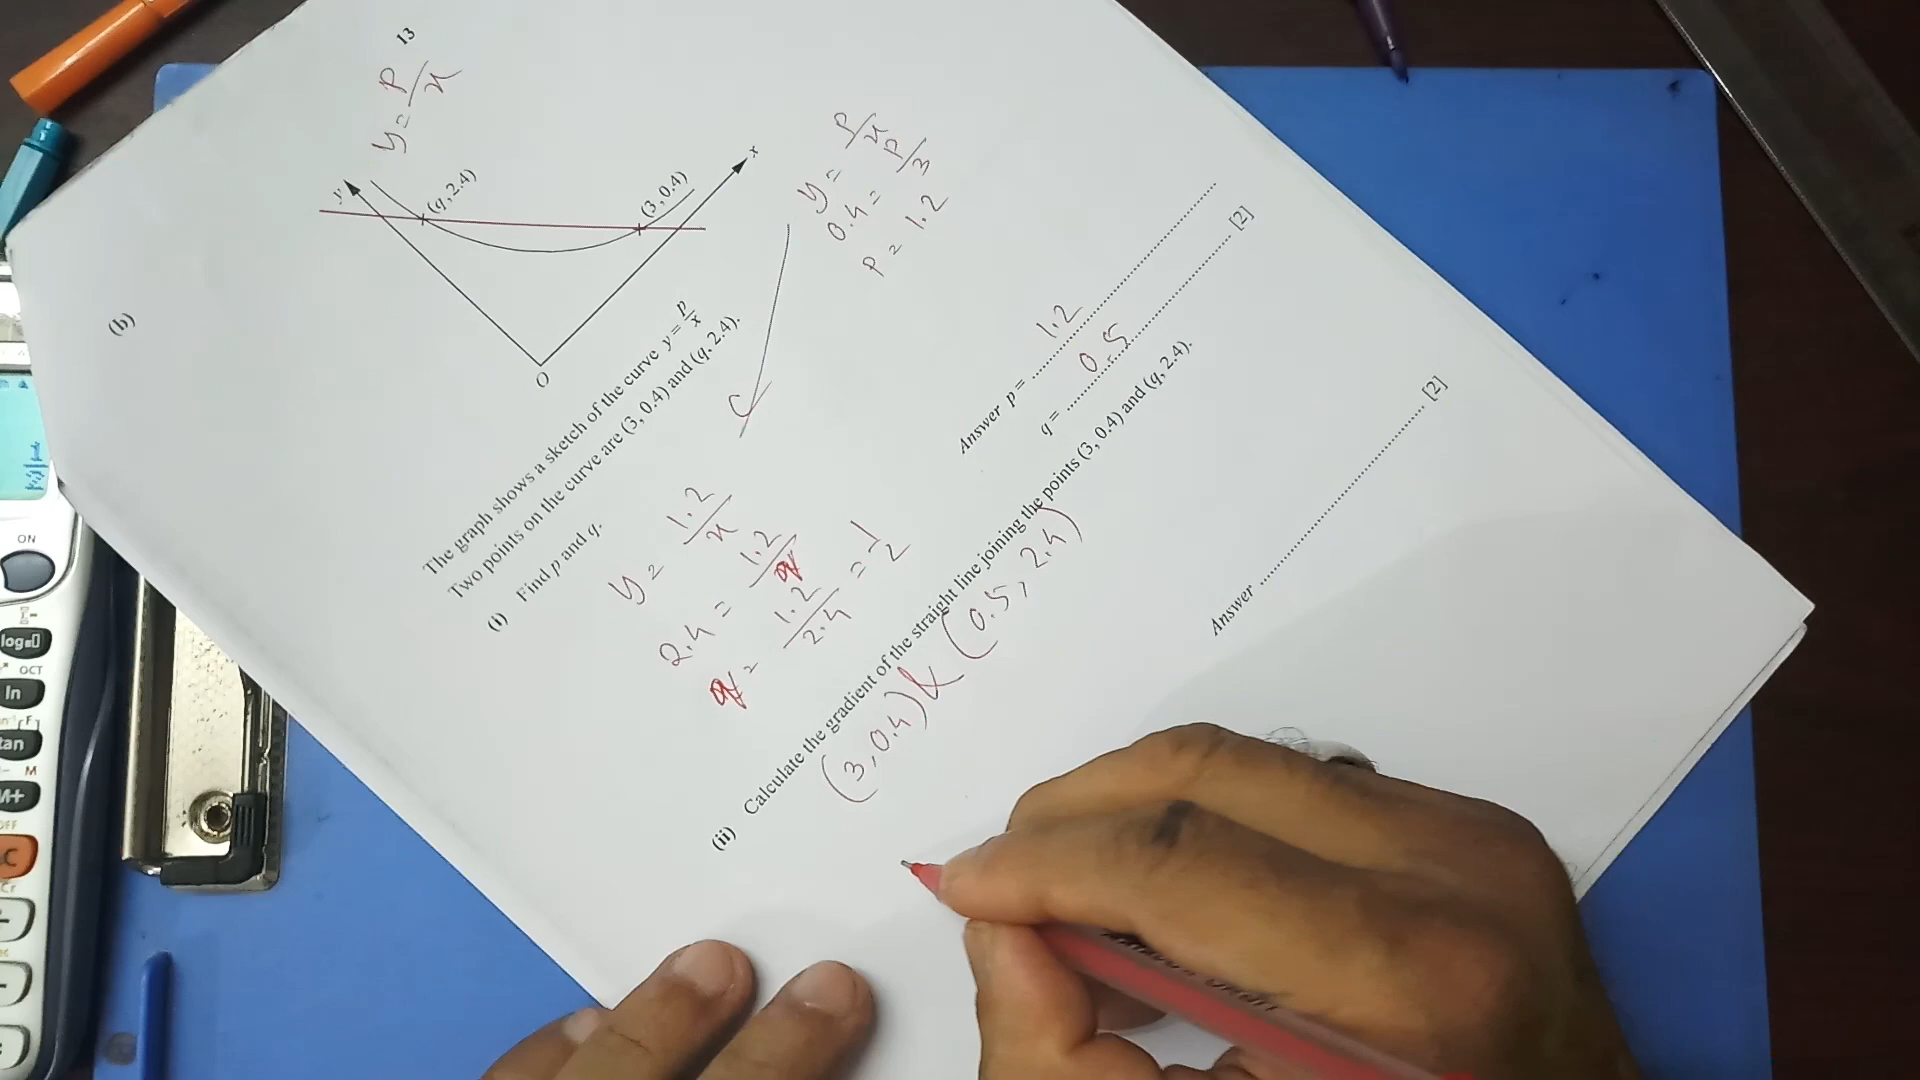 13
y = p/x
(b)
y
(q, 2.4)
(3, 0.4)
x
O
y = p/x
0.4 = p/3
p = 1.2
The graph shows a sketch of the curve y = p/x
Two points on the curve are (3, 0.4) and (q, 2.4).
(i) Find p and q.
y = 1.2/x
2.4 = 1.2/q
q = 1.2/2.4 = 1/2
Answer p = 1.2
q = 0.5 [2]
(ii) Calculate the gradient of the straight line joining the points (3, 0.4) and (q, 2.4).
(3, 0.4) & (0.5, 2.4)
Answer [2]
ON
log
OCT
ln
tan
M
M+
OFF